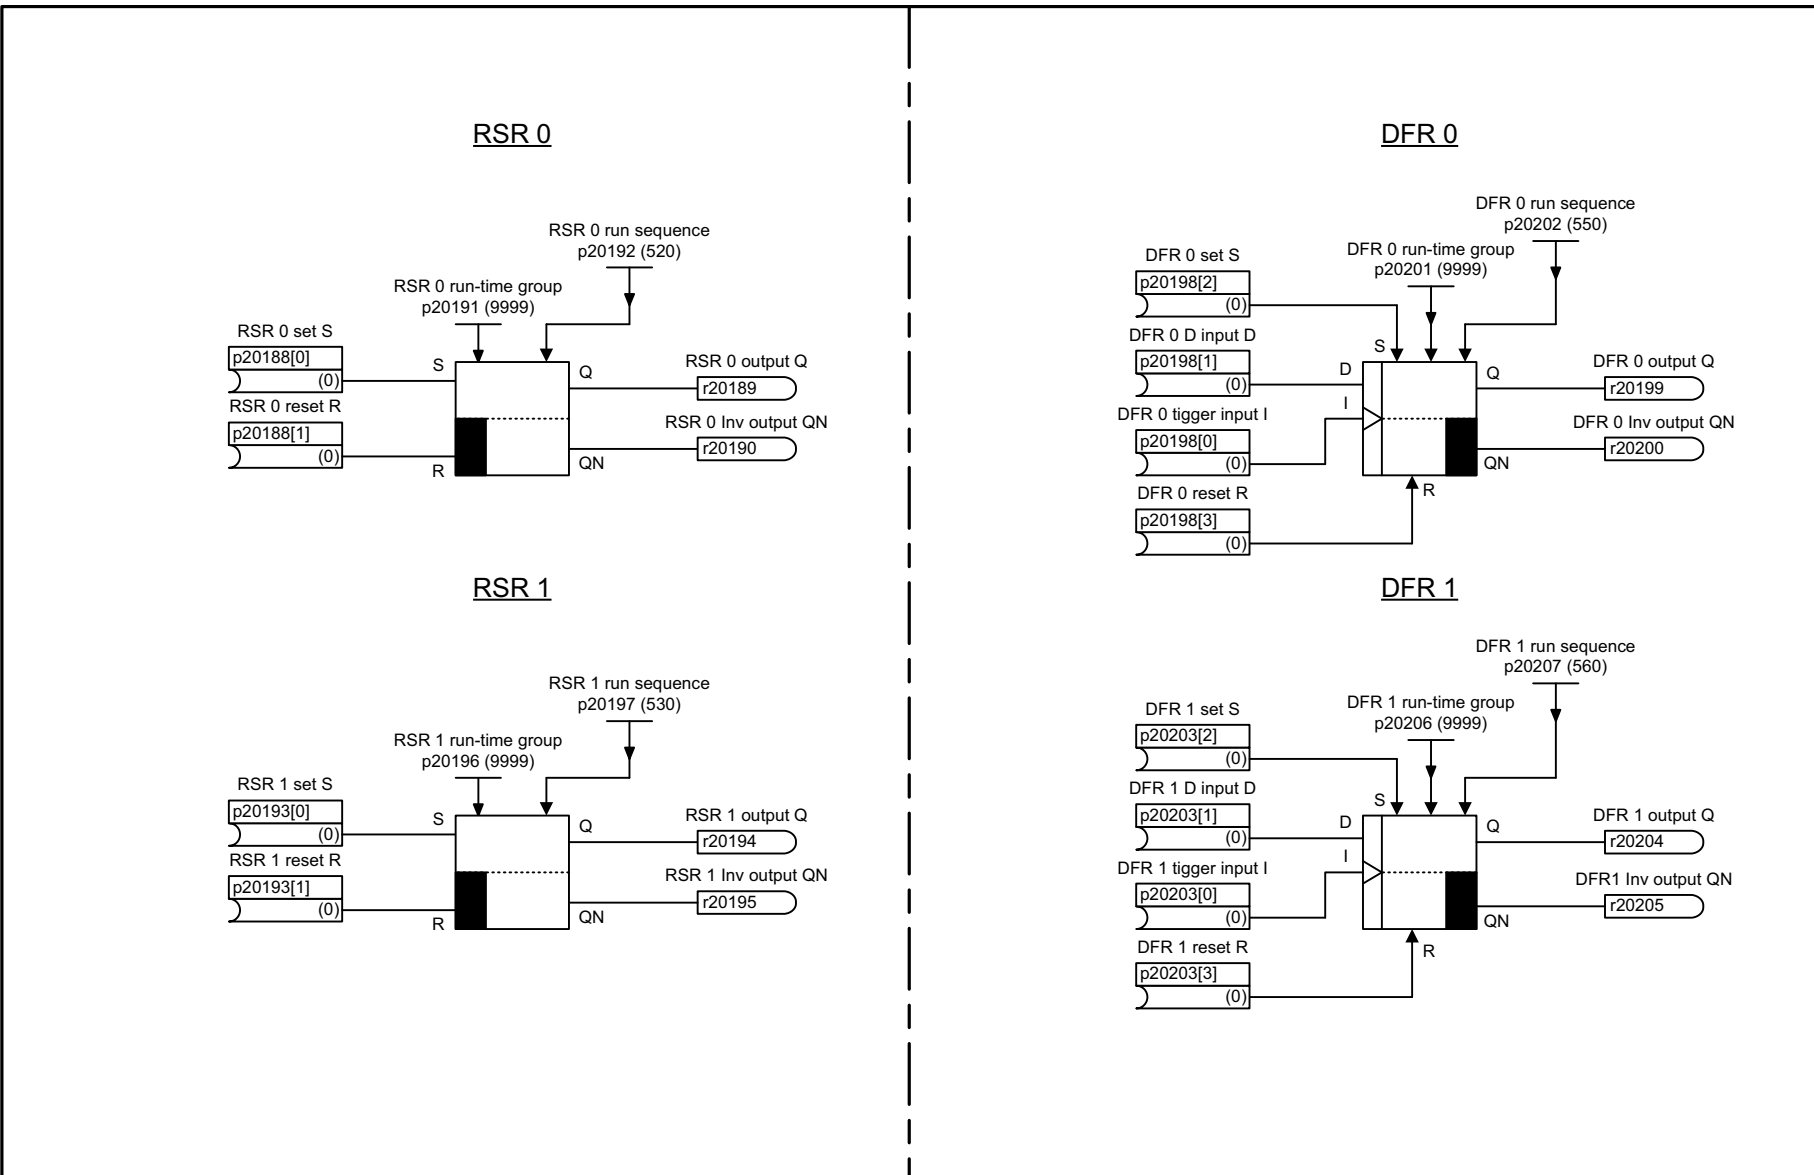 RSR 0
RSR 0 run sequence
p20192 (520)
RSR 0 run-time group
p20191 (9999)
RSR 0 set S
p20188[0]
(0)
RSR 0 reset R
p20188[1]
(0)
S
R
Q
QN
RSR 0 output Q
r20189
RSR 0 Inv output QN
r20190
RSR 1
RSR 1 run sequence
p20197 (530)
RSR 1 run-time group
p20196 (9999)
RSR 1 set S
p20193[0]
(0)
RSR 1 reset R
p20193[1]
(0)
S
R
Q
QN
RSR 1 output Q
r20194
RSR 1 Inv output QN
r20195
DFR 0
DFR 0 run sequence
p20202 (550)
DFR 0 run-time group
p20201 (9999)
DFR 0 set S
p20198[2]
(0)
DFR 0 D input D
p20198[1]
(0)
DFR 0 tigger input I
p20198[0]
(0)
DFR 0 reset R
p20198[3]
(0)
S
D
I
R
Q
QN
DFR 0 output Q
r20199
DFR 0 Inv output QN
r20200
DFR 1
DFR 1 run sequence
p20207 (560)
DFR 1 run-time group
p20206 (9999)
DFR 1 set S
p20203[2]
(0)
DFR 1 D input D
p20203[1]
(0)
DFR 1 tigger input I
p20203[0]
(0)
DFR 1 reset R
p20203[3]
(0)
S
D
I
R
Q
QN
DFR 1 output Q
r20204
DFR1 Inv output QN
r20205